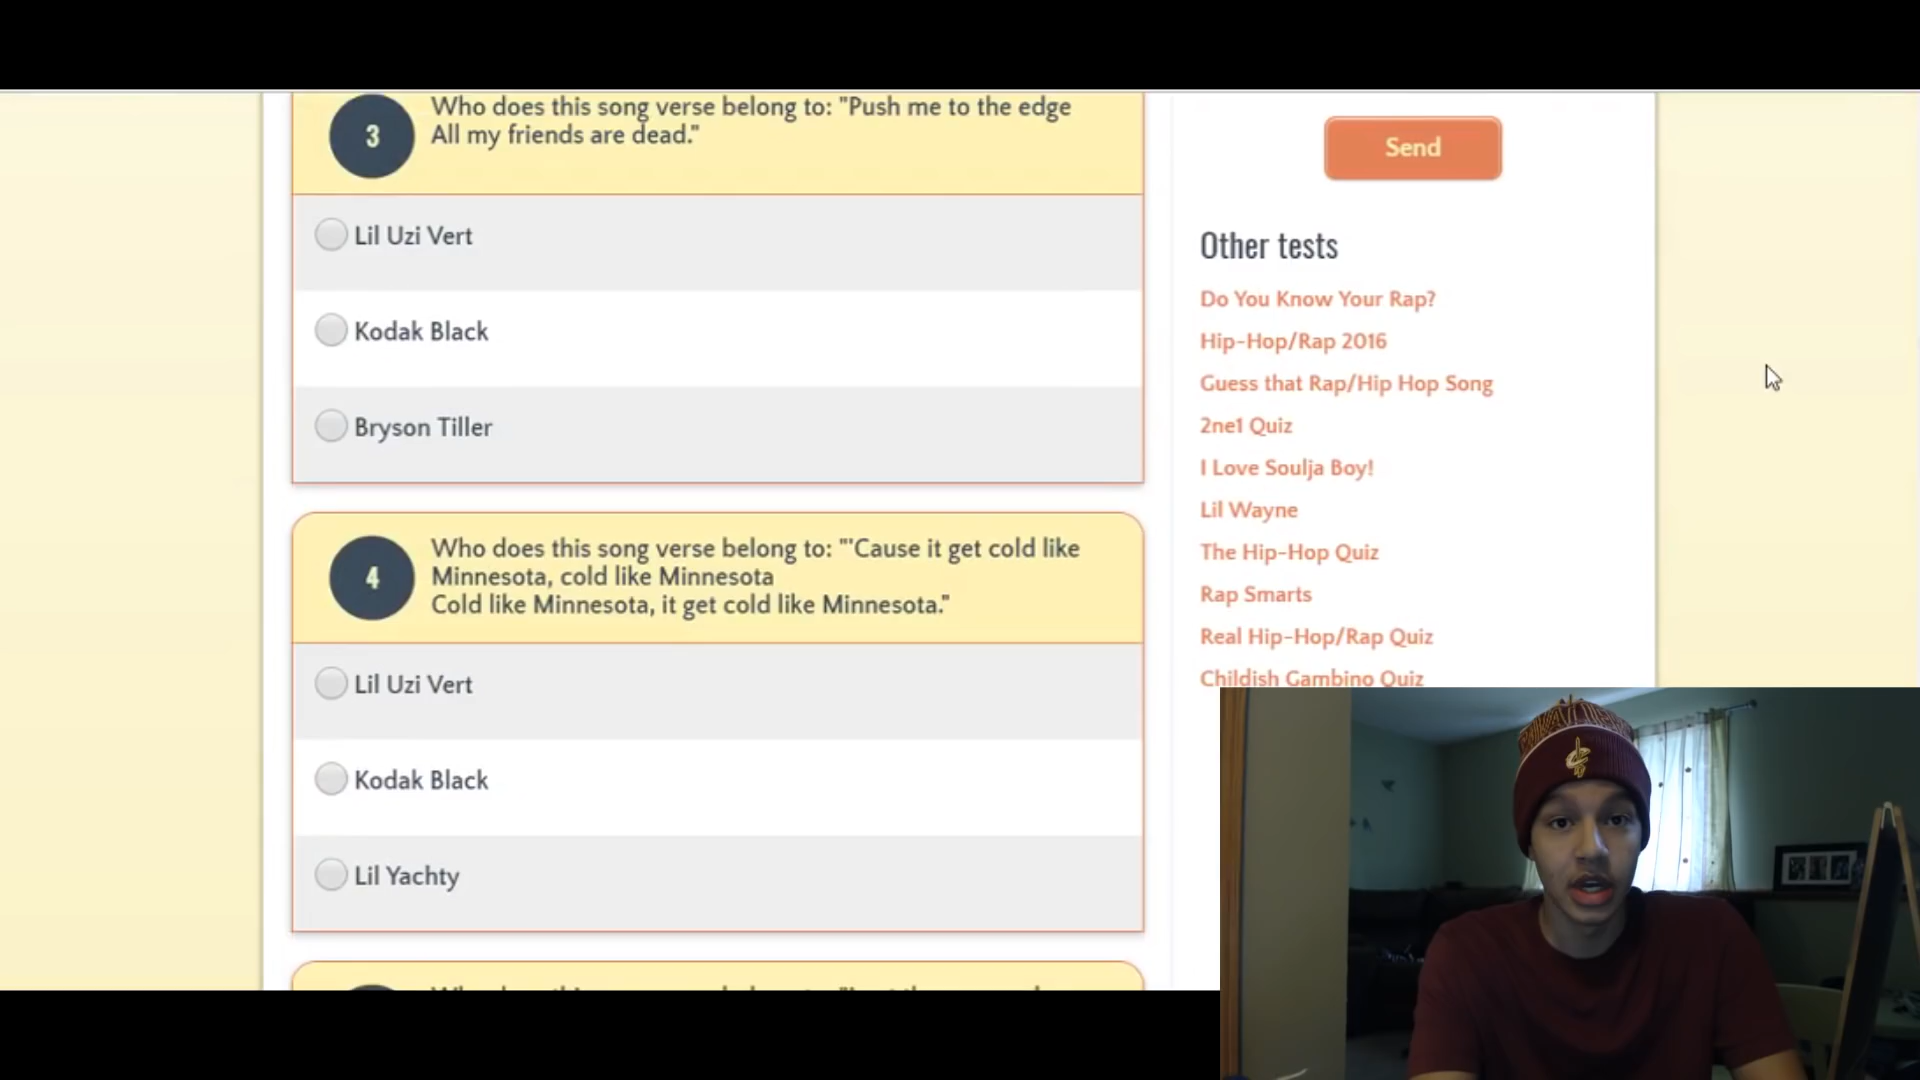 3
Who does this song verse belong to: "Push me to the edge
All my friends are dead."
Lil Uzi Vert
Kodak Black
Bryson Tiller
4
Who does this song verse belong to: "'Cause it get cold like
Minnesota, cold like Minnesota
Cold like Minnesota, it get cold like Minnesota."
Lil Uzi Vert
Kodak Black
Lil Yachty
Send
Other tests
Do You Know Your Rap?
Hip-Hop/Rap 2016
Guess that Rap/Hip Hop Song
2ne1 Quiz
I Love Soulja Boy!
Lil Wayne
The Hip-Hop Quiz
Rap Smarts
Real Hip-Hop/Rap Quiz
Childish Gambino Quiz